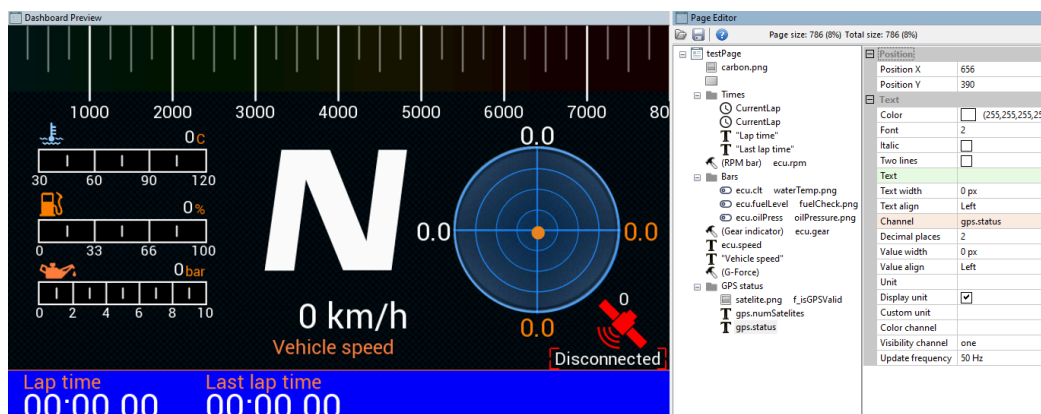 Dashboard Preview
1000 2000 3000 4000 5000 6000 7000 80
0 C
30 60 90 120
0 %
0 33 66 100
0 bar
0 2 4 6 8 10
N
0 km/h
Vehicle speed
0.0
0.0 0.0
0.0
0
Disconnected
Lap time Last lap time
00:00.00 00:00.00
Page Editor
Page size: 786 (8%) Total size: 786 (8%)
testPage
carbon.png
Times
CurrentLap
CurrentLap
T "Lap time"
T "Last lap time"
(RPM bar) ecu.rpm
Bars
ecu.clt waterTemp.png
ecu.fuelLevel fuelCheck.png
ecu.oilPress oilPressure.png
(Gear indicator) ecu.gear
T ecu.speed
T "Vehicle speed"
(G-Force)
GPS status
satelite.png f_isGPSValid
T gps.numSatelites
T gps.status
Position
Position X 656
Position Y 390
Text
Color (255,255,255,25
Font 2
Italic
Two lines
Text
Text width 0 px
Text align Left
Channel gps.status
Decimal places 2
Value width 0 px
Value align Left
Unit
Display unit
Custom unit
Color channel
Visibility channel one
Update frequency 50 Hz